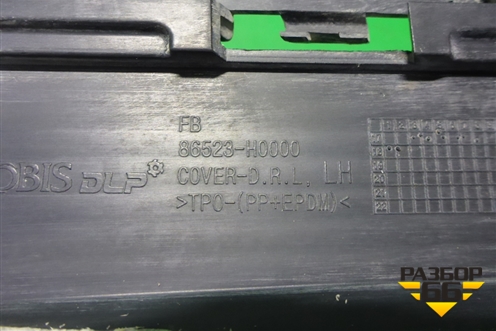 FB
86523-H0000
OBIS DLP
COVER-D.R.L, LH
>TPO-(PP+EPDM)<
РАЗБОР
66